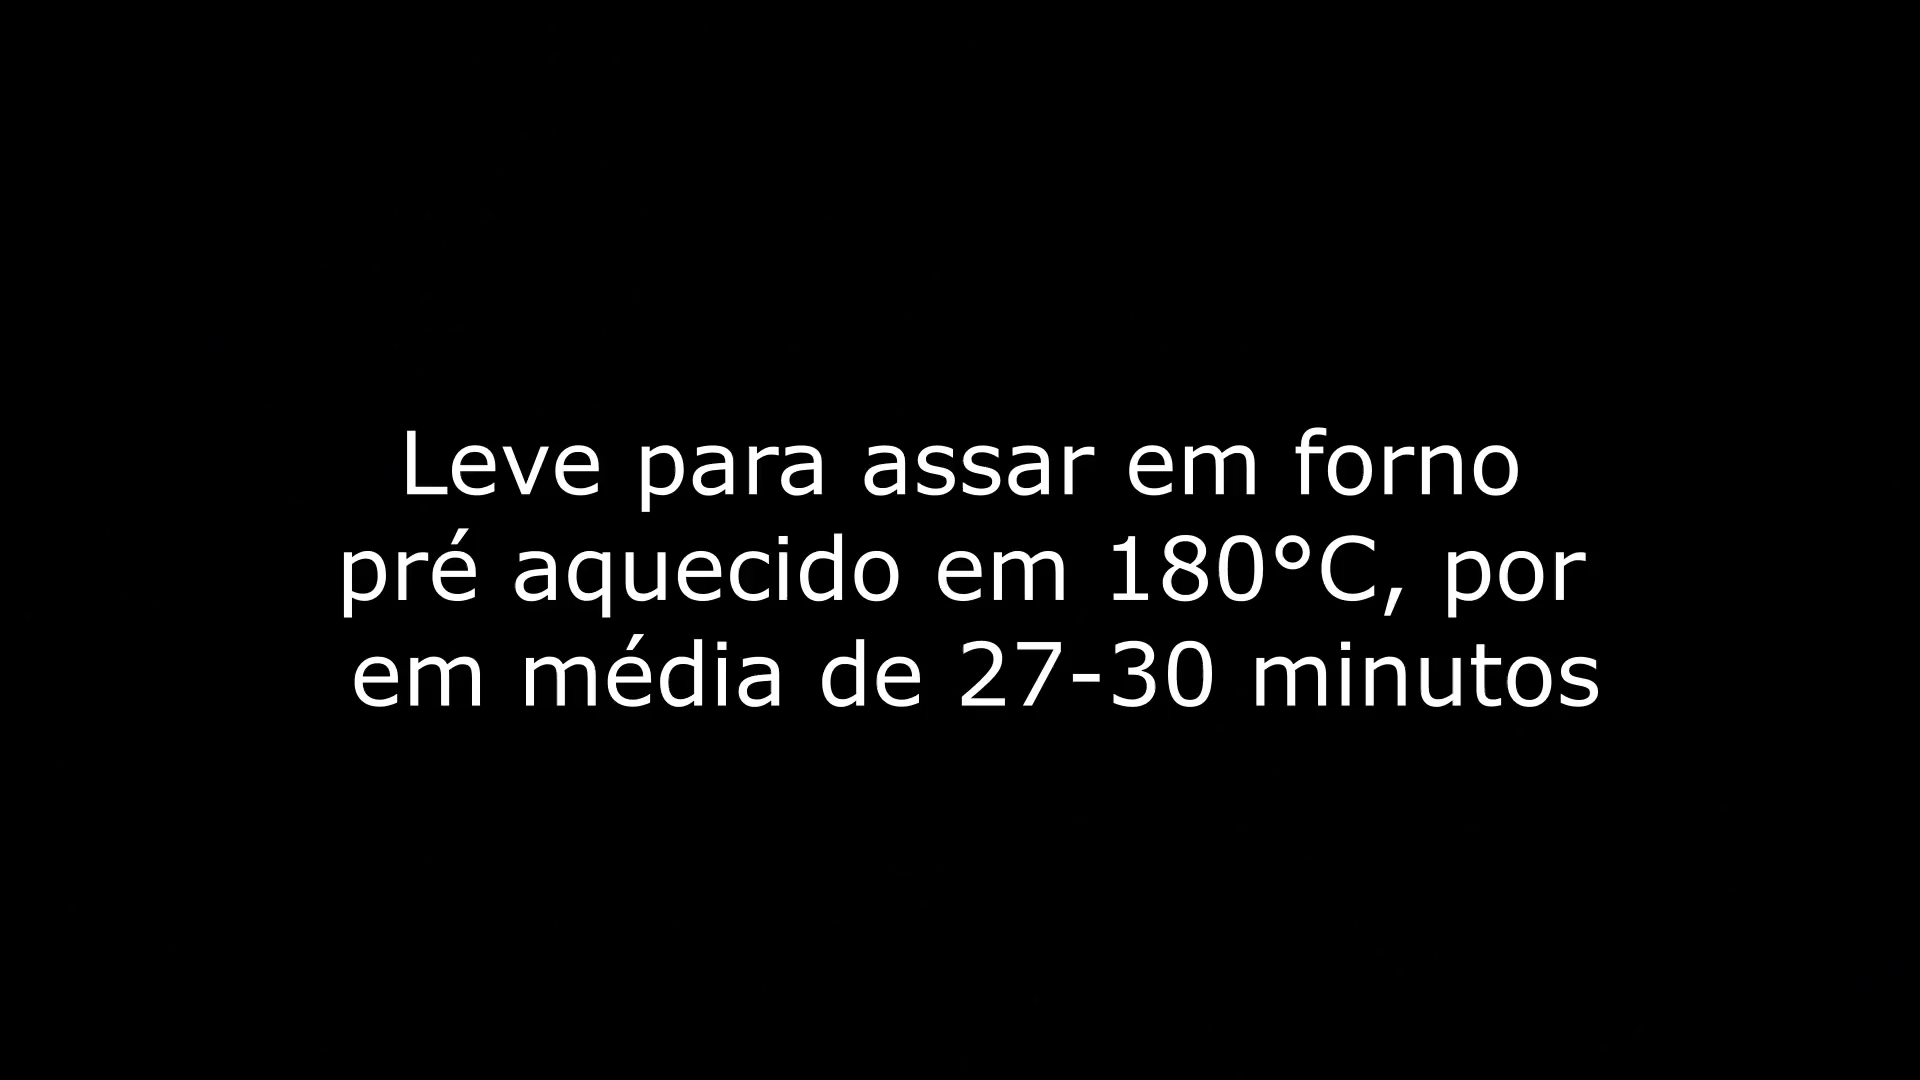 Leve para assar em forno
pré aquecido em 180°C, por
em média de 27-30 minutos